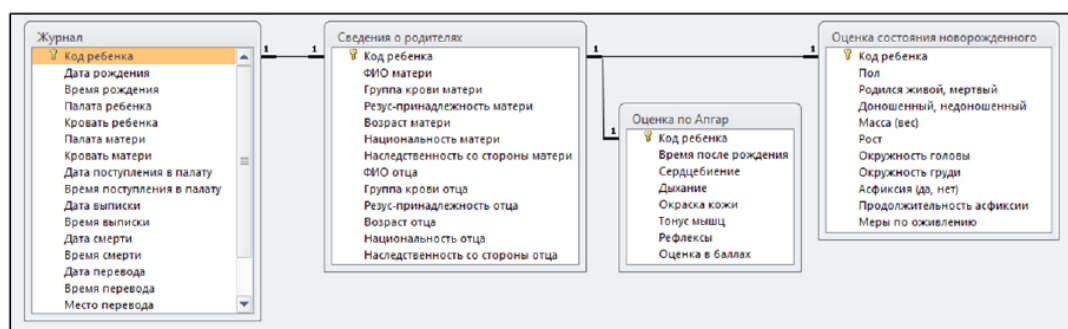 Журнал
Код ребенка
Дата рождения
Время рождения
Палата ребенка
Кровать ребенка
Палата матери
Кровать матери
Дата поступления в палату
Время поступления в палату
Дата выписки
Время выписки
Дата смерти
Время смерти
Дата перевода
Время перевода
Место перевода
1 1
Сведения о родителях
Код ребенка
ФИО матери
Группа крови матери
Резус-принадлежность матери
Возраст матери
Национальность матери
Наследственность со стороны матери
ФИО отца
Группа крови отца
Резус-принадлежность отца
Возраст отца
Национальность отца
Наследственность со стороны отца
1 1
1
Оценка по Апгар
Код ребенка
Время после рождения
Сердцебиение
Дыхание
Окраска кожи
Тонус мышц
Рефлексы
Оценка в баллах
Оценка состояния новорожденного
Код ребенка
Пол
Родился живой, мертвый
Доношенный, недоношенный
Масса (вес)
Рост
Окружность головы
Окружность груди
Асфиксия (да, нет)
Продолжительность асфиксии
Меры по оживлению